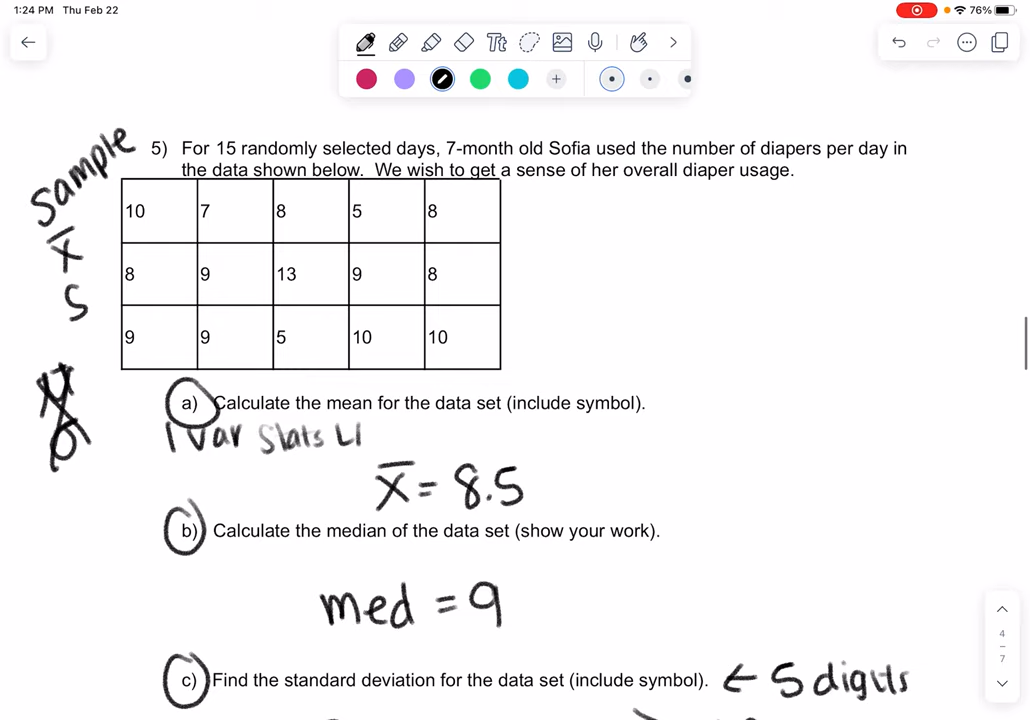 1:24 PM Thu Feb 22
76%
Tt
Sample
x̄
S
5) For 15 randomly selected days, 7-month old Sofia used the number of diapers per day in
the data shown below. We wish to get a sense of her overall diaper usage.
10 7 8 5 8
8 9 13 9 8
9 9 5 10 10
a) Calculate the mean for the data set (include symbol).
1 Var Stats L1
x̄ = 8.5
b) Calculate the median of the data set (show your work).
med = 9
4
-
7
c) Find the standard deviation for the data set (include symbol). ← 5 digits